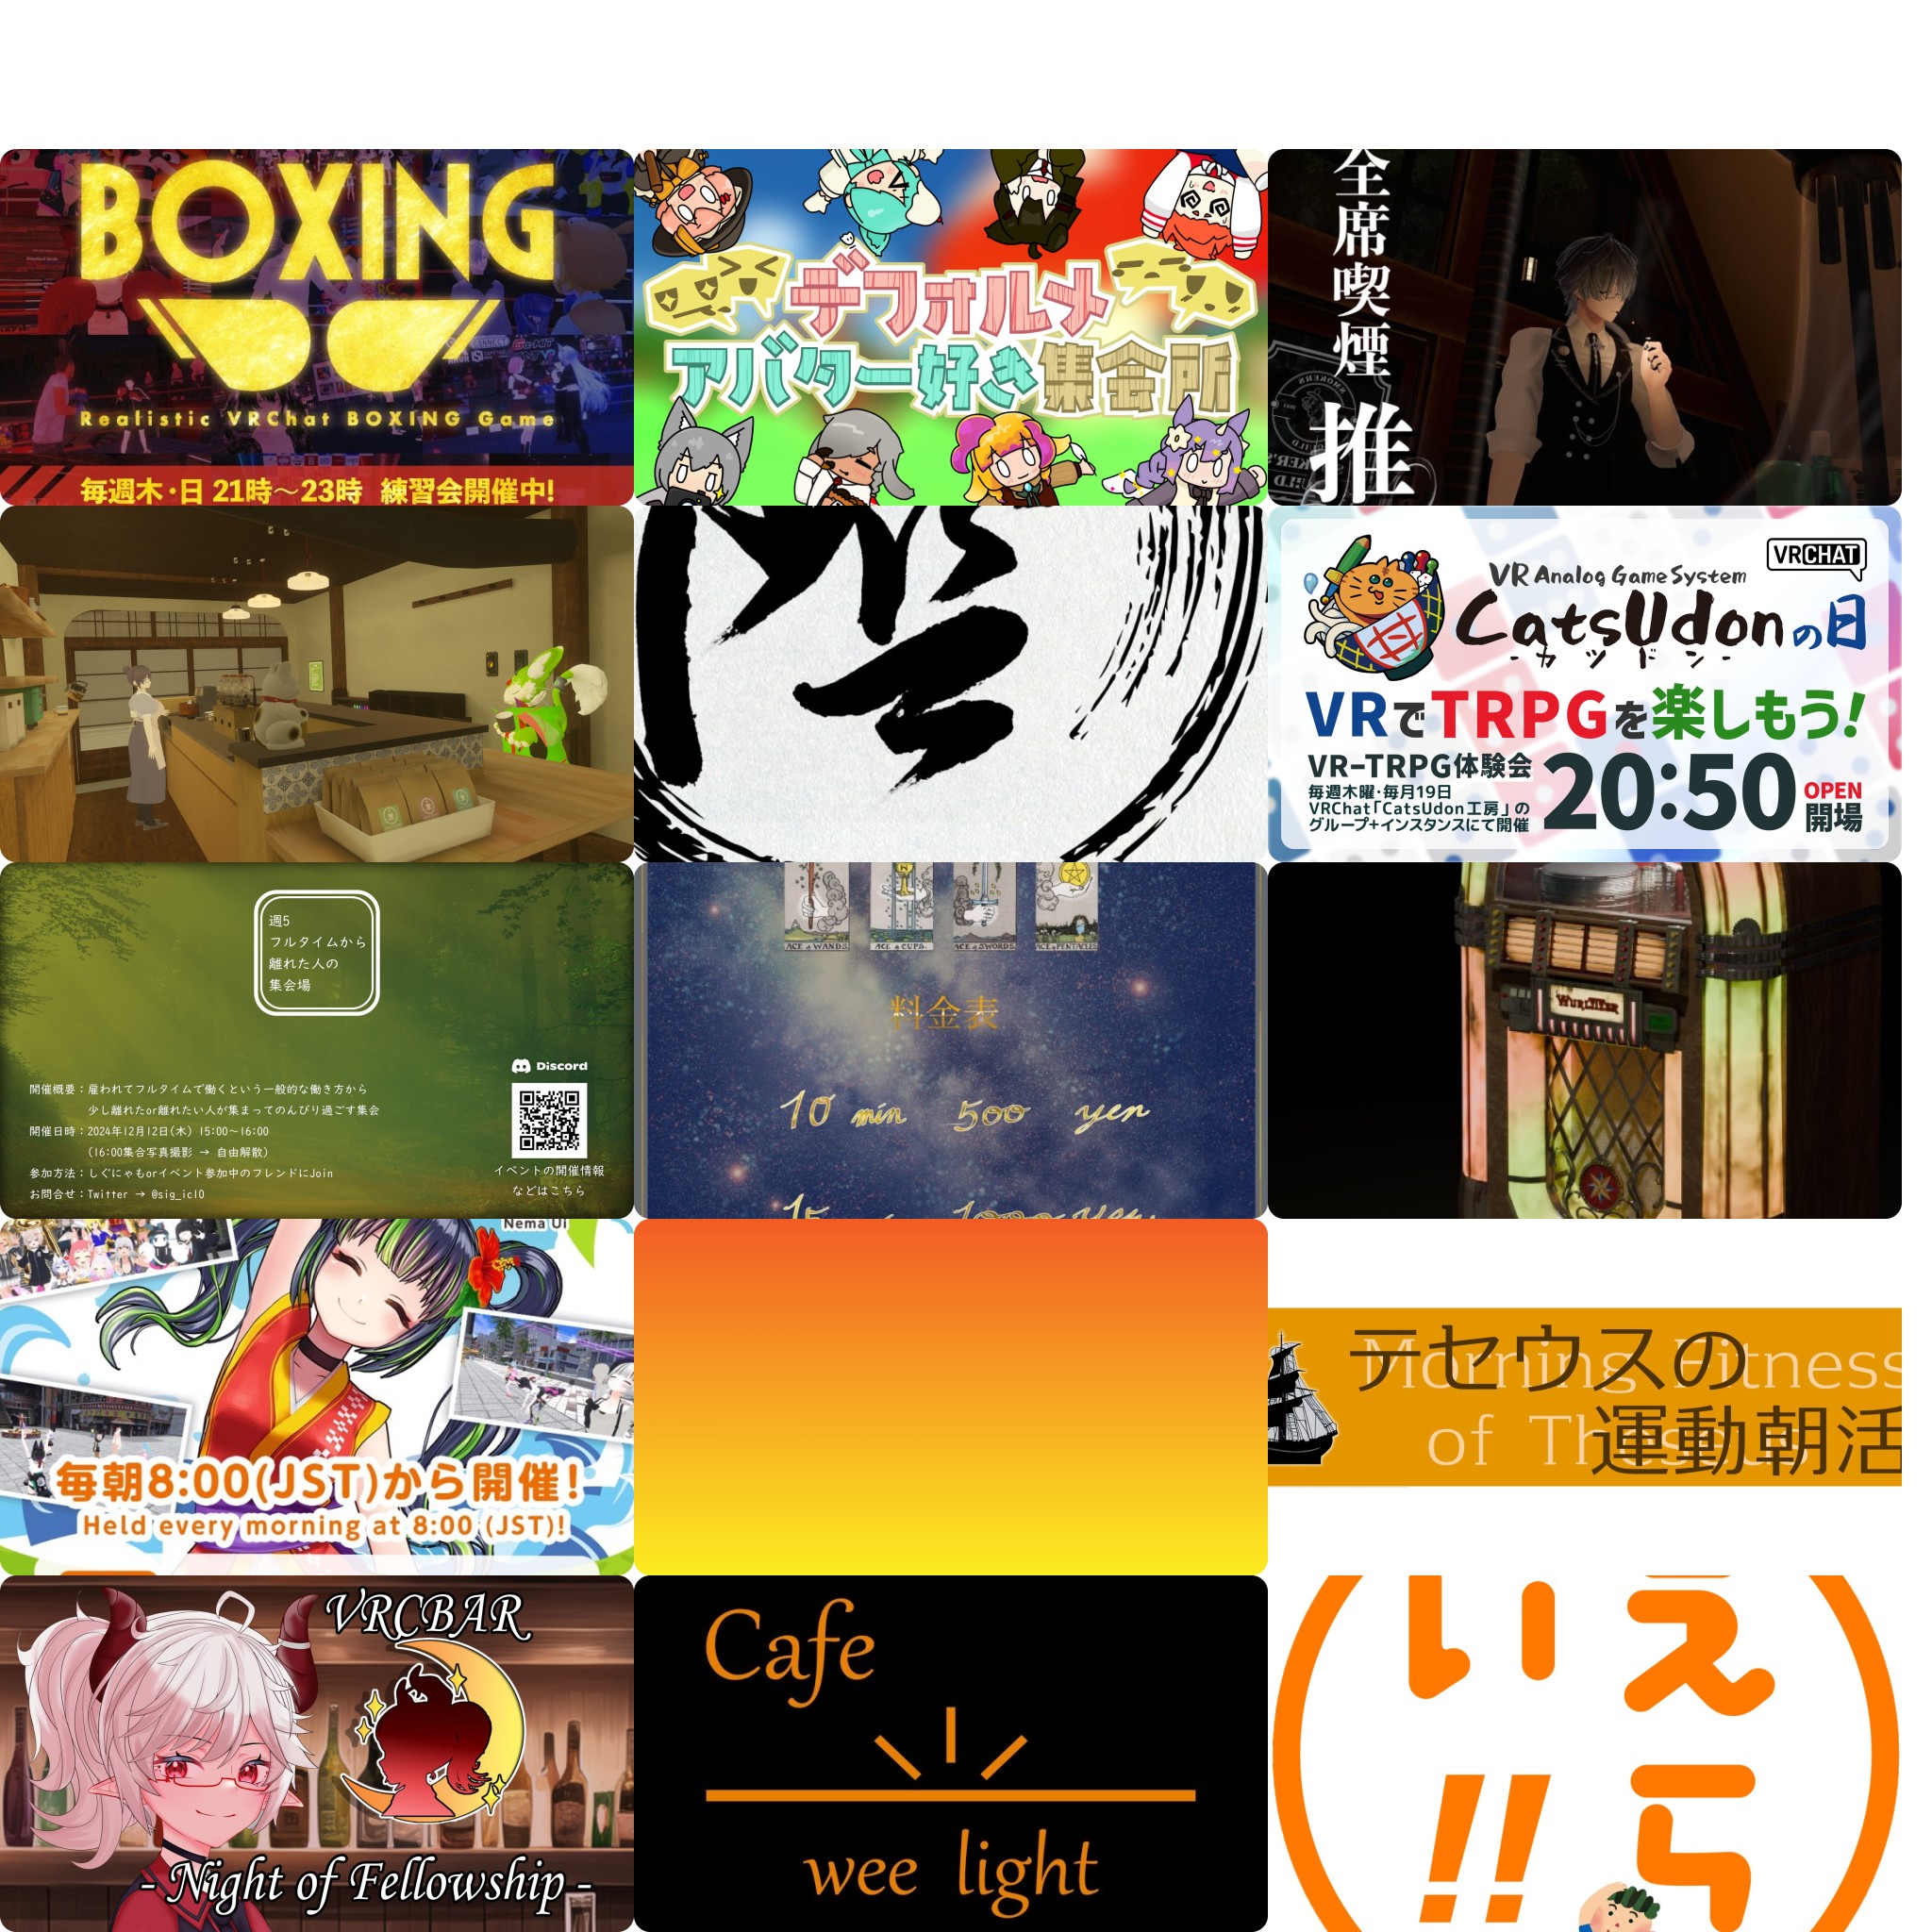 BOXING
Realistic VRChat BOXING Game
毎週木・日 21時～23時 練習会開催中!
デフォルメ
アバター好き集会所
全席喫煙
推
VRCHAT
VR Analog Game System
CatsUdonの日
-カツドン-
VRでTRPGを楽しもう!
VR-TRPG体験会
毎週木曜・毎月19日
VRChat「CatsUdon工房」の
グループ+インスタンスにて開催
20:50
OPEN
開場
週5
フルタイムから
離れた人の
集会場
開催概要：雇われてフルタイムで働くという一般的な働き方から
少し離れたor離れたい人が集まってのんびり過ごす集会
開催日時：2024年12月12日(木) 15:00～16:00
(16:00集合写真撮影 → 自由解散)
参加方法：しぐにゃもorイベント参加中のフレンドにJoin
お問合せ：Twitter → @sig_icl0
Discord
イベントの開催情報
などはこちら
ACE of WANDS.
ACE of CUPS.
ACE of SWORDS.
ACE of PENTACLES
料金表
10 min 500 yen
WURLITZER
Nema Ui
毎朝8:00(JST)から開催!
Held every morning at 8:00 (JST)!
テセウスの
Morning Fitness
運動朝活
of Theseus
VRCBAR
- Night of Fellowship -
Cafe
wee light
いえ
!!ら